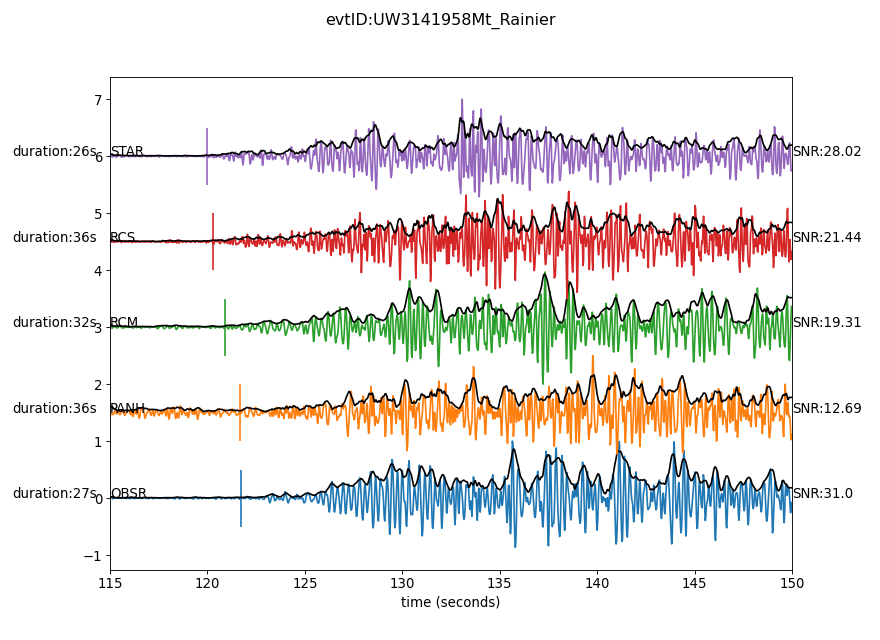 evtID:UW3141958Mt_Rainier
7
duration:26s STAR SNR:28.02
6
5
duration:36s RCS SNR:21.44
4
duration:32s RCM SNR:19.31
3
2
duration:36s PANH SNR:12.69
1
duration:27s OBSR SNR:31.0
0
−1
115 120 125 130 135 140 145 150
time (seconds)